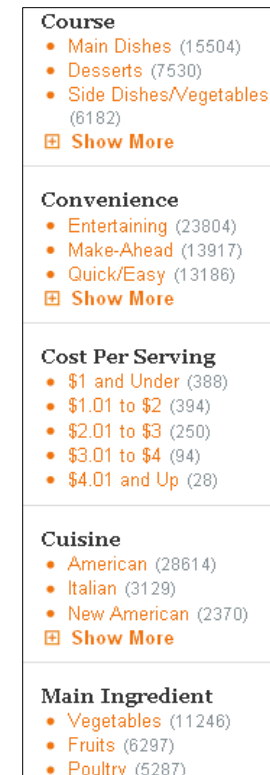 Course
Main Dishes (15504)
Desserts (7530)
Side Dishes/Vegetables
(6182)
Show More
Convenience
Entertaining (23804)
Make-Ahead (13917)
Quick/Easy (13186)
Show More
Cost Per Serving
$1 and Under (388)
$1.01 to $2 (394)
$2.01 to $3 (250)
$3.01 to $4 (94)
$4.01 and Up (28)
Cuisine
American (28614)
Italian (3129)
New American (2370)
Show More
Main Ingredient
Vegetables (11246)
Fruits (6297)
Poultry (5287)